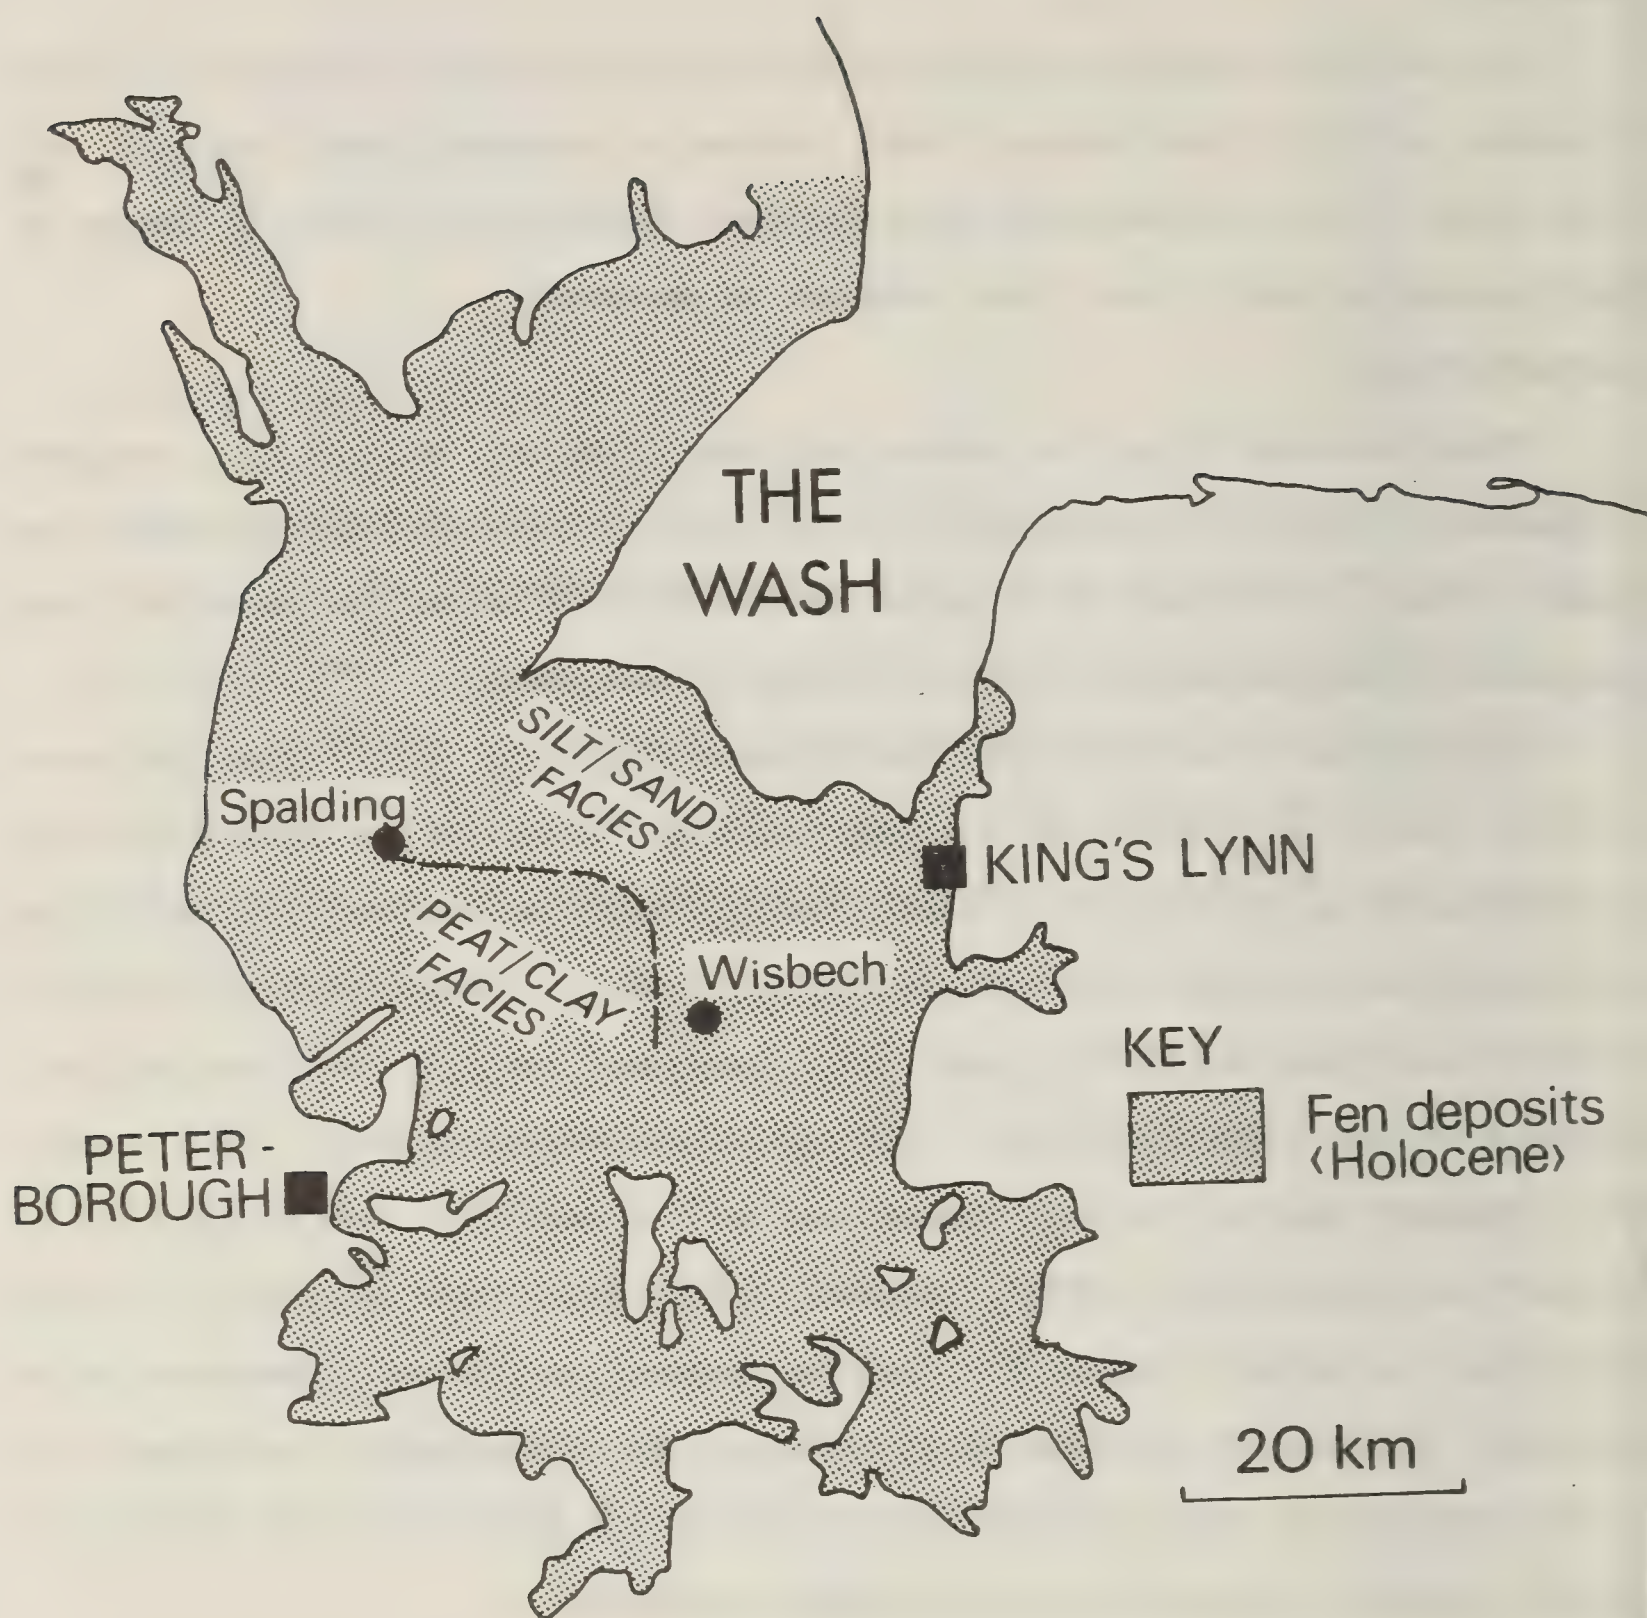 THE
WASH
SILT/SAND
FACIES
Spalding
KING'S LYNN
PEAT/CLAY
FACIES
Wisbech
KEY
Fen deposits
<Holocene>
PETER-
BOROUGH
20 km